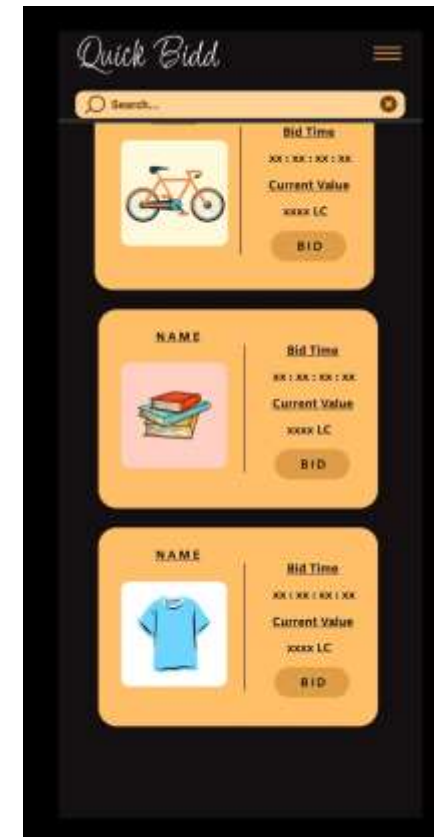 Quick Bidd
Search...
Bid Time
xx : xx : xx : xx
Current Value
xxxx LC
BID
NAME
Bid Time
xx : xx : xx : xx
Current Value
xxxx LC
BID
NAME
Bid Time
xx : xx : xx : xx
Current Value
xxxx LC
BID